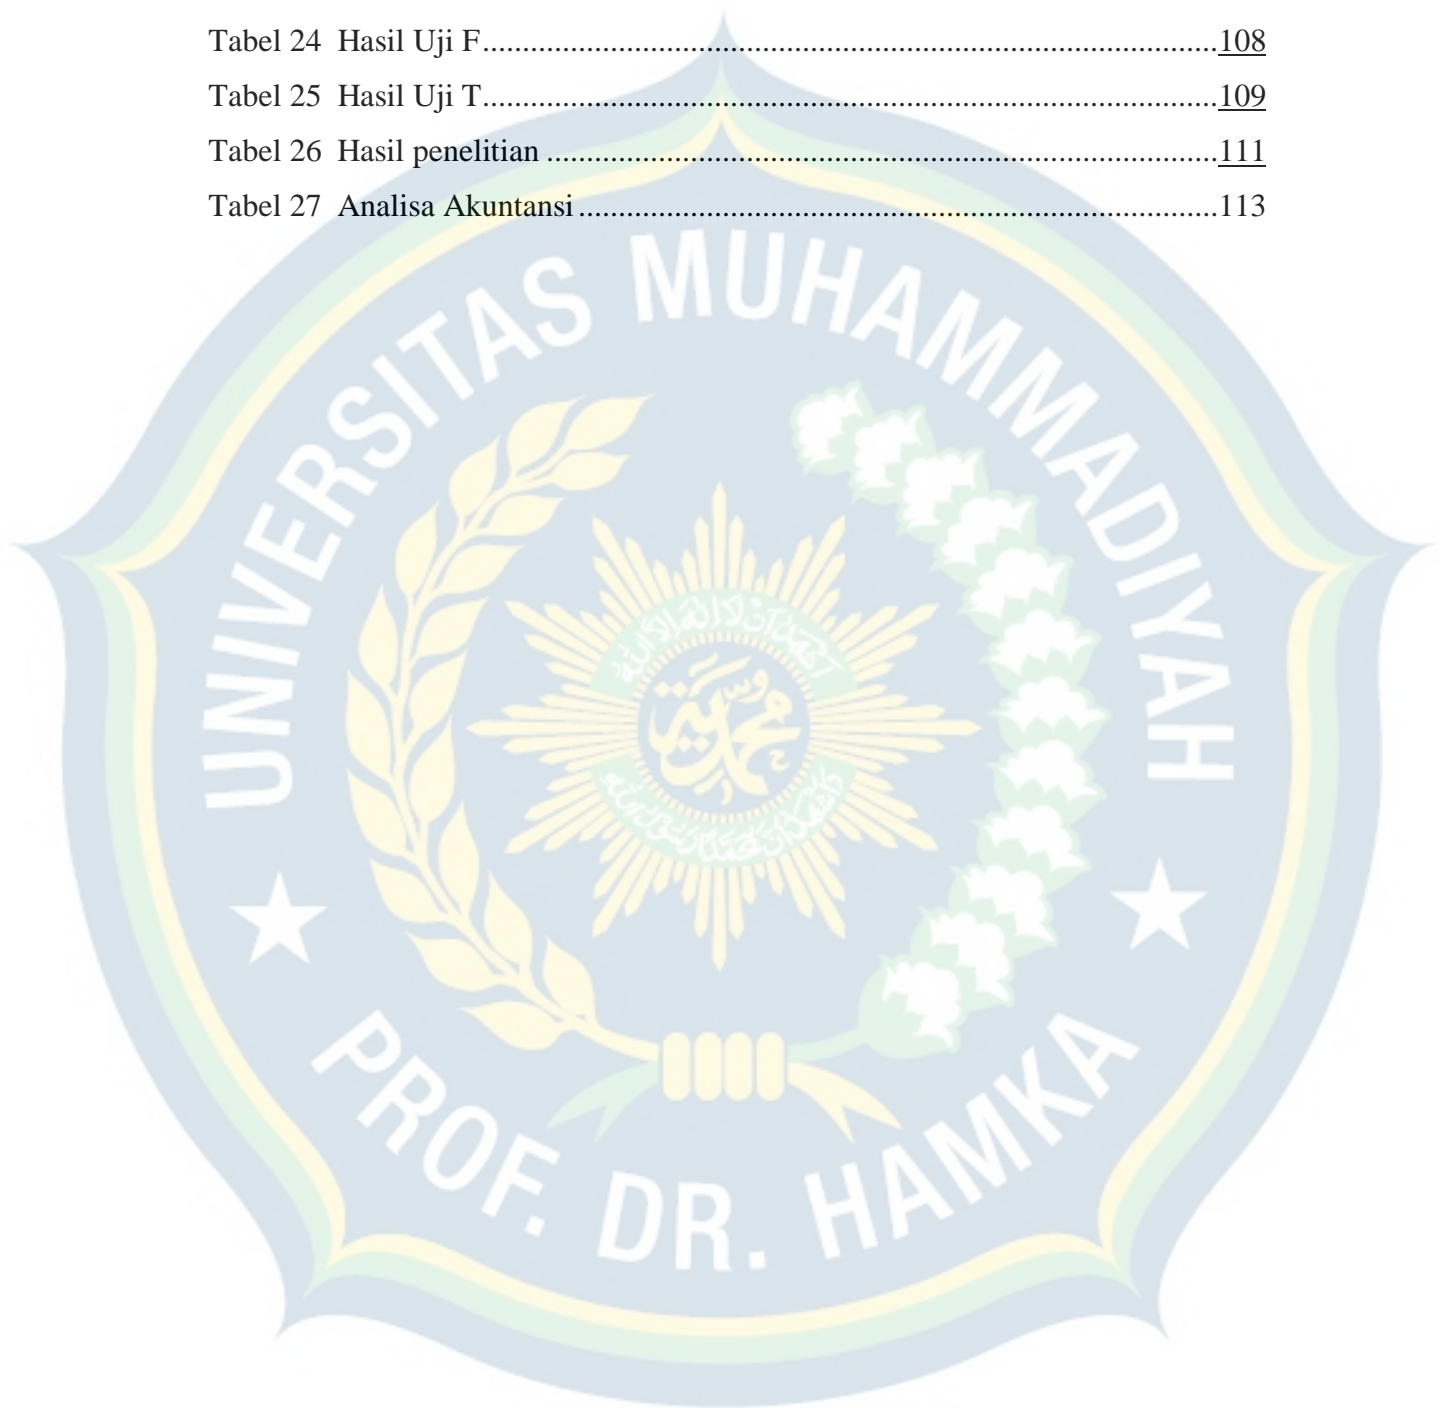 Tabel 24 Hasil Uji F..........................................................................................108
Tabel 25 Hasil Uji T..........................................................................................109
Tabel 26 Hasil penelitian ...................................................................................111
Tabel 27 Analisa Akuntansi...............................................................................113
UNIVERSITAS MUHAMMADIYAH
PROF. DR. HAMKA